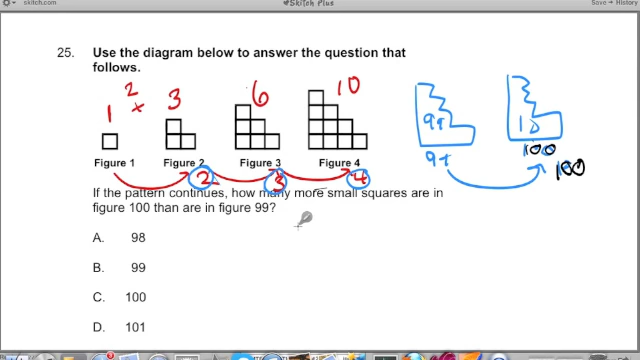 skitch.com
Skitch Plus
Save → History
25. Use the diagram below to answer the question that
follows.
1 2 × 3 6 10
99 10
Figure 1 Figure 2 Figure 3 Figure 4
2 3 4
99 100
100
If the pattern continues, how many more small squares are in
figure 100 than are in figure 99?
A. 98
B. 99
C. 100
D. 101